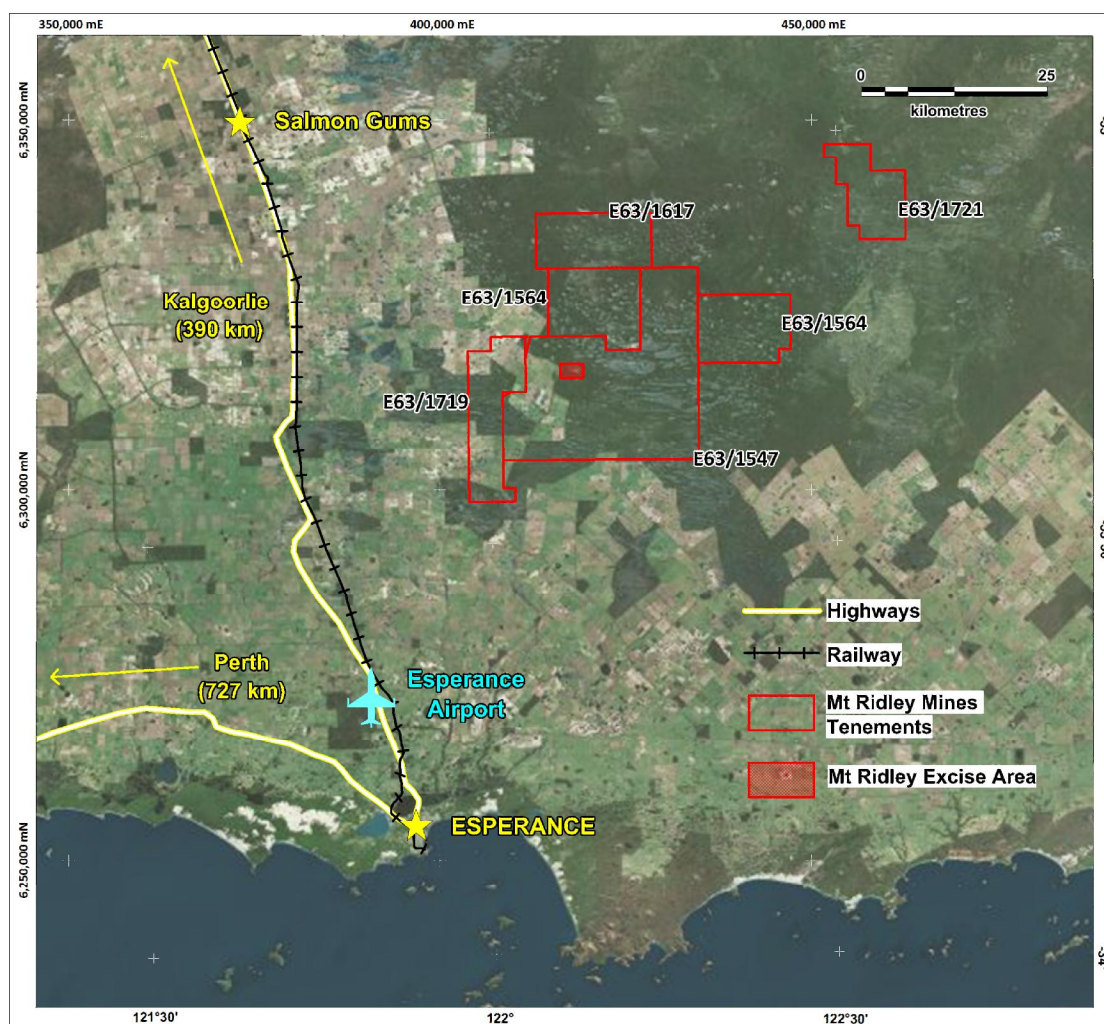 350,000 mE
400,000 mE
450,000 mE
6,350,000 mN
0
25
kilometres
Salmon Gums
E63/1617
E63/1721
Kalgoorlie
(390 km)
E63/1564
E63/1564
E63/1719
E63/1547
6,300,000 mN
Highways
Railway
Perth
(727 km)
Esperance
Airport
Mt Ridley Mines
Tenements
Mt Ridley Excise Area
ESPERANCE
6,250,000 mN
-34°
121°30'
122°
122°30'